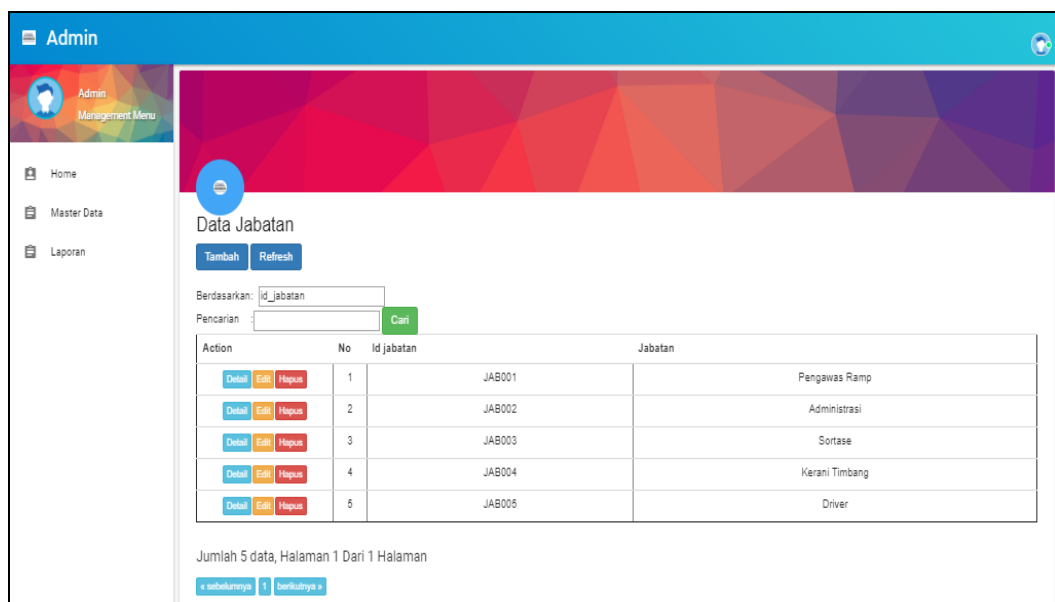 Admin
Admin
Management Menu
Home
Master Data
Laporan
Data Jabatan
Tambah Refresh
Berdasarkan: id_jabatan
Pencarian : Cari
Action No Id jabatan Jabatan
Detail Edit Hapus 1 JAB001 Pengawas Ramp
Detail Edit Hapus 2 JAB002 Administrasi
Detail Edit Hapus 3 JAB003 Sortase
Detail Edit Hapus 4 JAB004 Kerani Timbang
Detail Edit Hapus 5 JAB005 Driver
Jumlah 5 data, Halaman 1 Dari 1 Halaman
« sebelumnya 1 berikutnya »